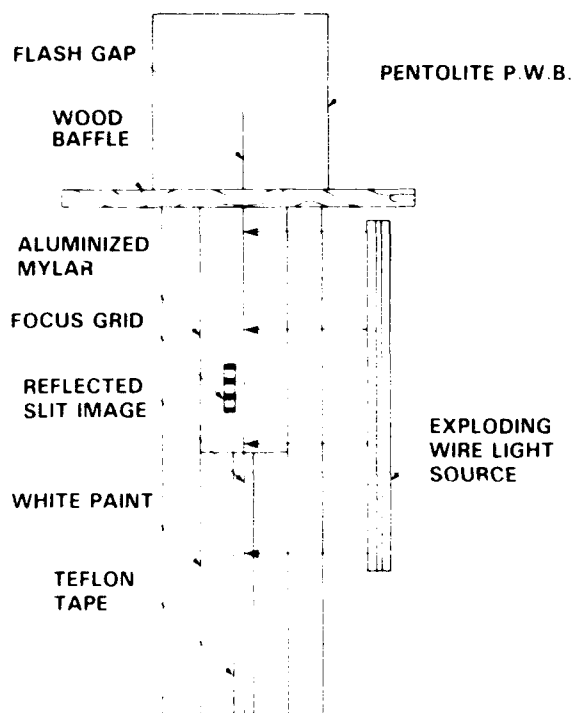 FLASH GAP
PENTOLITE P.W.B.
WOOD
BAFFLE
ALUMINIZED
MYLAR
FOCUS GRID
REFLECTED
SLIT IMAGE
EXPLODING
WIRE LIGHT
SOURCE
WHITE PAINT
TEFLON
TAPE